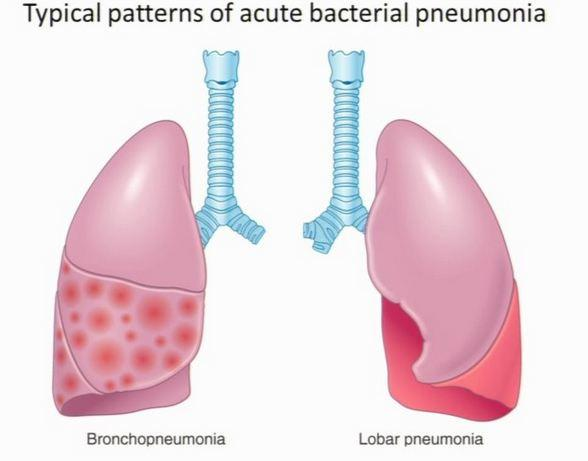 Typical patterns of acute bacterial pneumonia
Bronchopneumonia
Lobar pneumonia